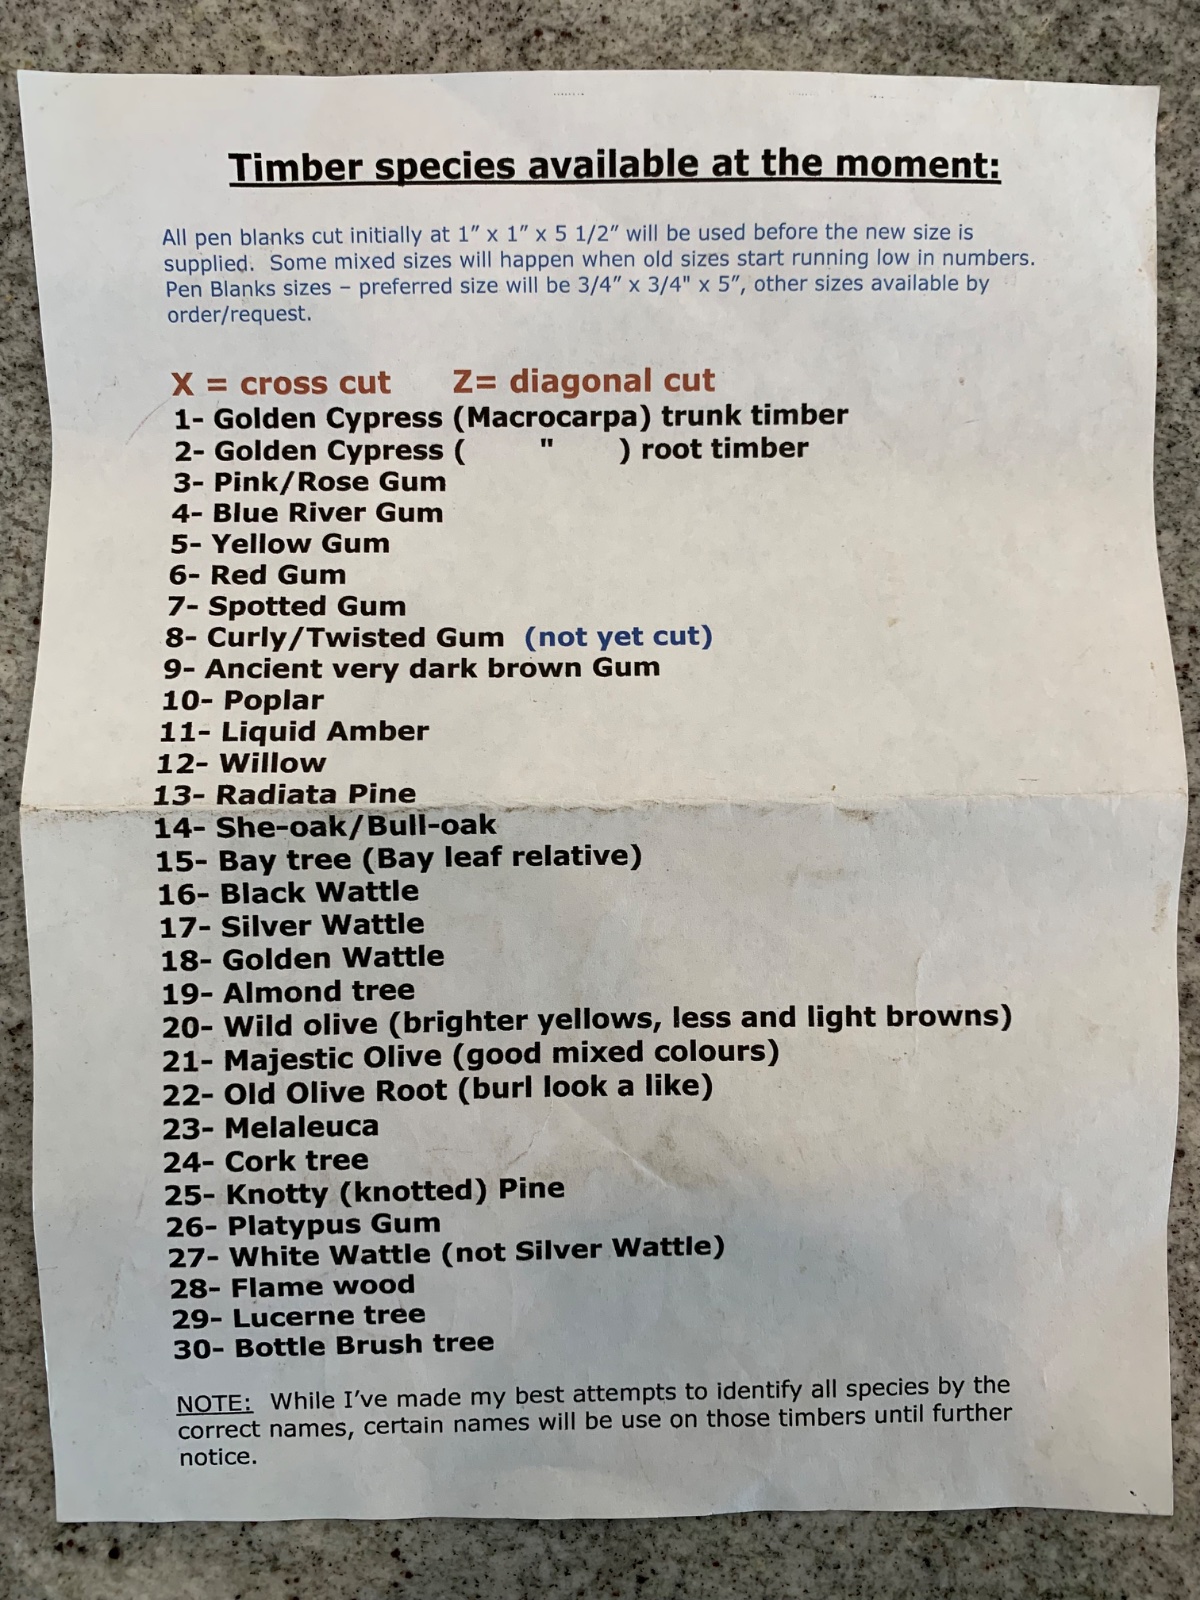 Timber species available at the moment:
All pen blanks cut initially at 1″ x 1″ x 5 1/2″ will be used before the new size is
supplied.  Some mixed sizes will happen when old sizes start running low in numbers.
Pen Blanks sizes – preferred size will be 3/4″ x 3/4" x 5″, other sizes available by
order/request.
X = cross cut      Z= diagonal cut
1- Golden Cypress (Macrocarpa) trunk timber
2- Golden Cypress (        "        ) root timber
3- Pink/Rose Gum
4- Blue River Gum
5- Yellow Gum
6- Red Gum
7- Spotted Gum
8- Curly/Twisted Gum  (not yet cut)
9- Ancient very dark brown Gum
10- Poplar
11- Liquid Amber
12- Willow
13- Radiata Pine
14- She-oak/Bull-oak
15- Bay tree (Bay leaf relative)
16- Black Wattle
17- Silver Wattle
18- Golden Wattle
19- Almond tree
20- Wild olive (brighter yellows, less and light browns)
21- Majestic Olive (good mixed colours)
22- Old Olive Root (burl look a like)
23- Melaleuca
24- Cork tree
25- Knotty (knotted) Pine
26- Platypus Gum
27- White Wattle (not Silver Wattle)
28- Flame wood
29- Lucerne tree
30- Bottle Brush tree
NOTE:  While I’ve made my best attempts to identify all species by the
correct names, certain names will be use on those timbers until further
notice.